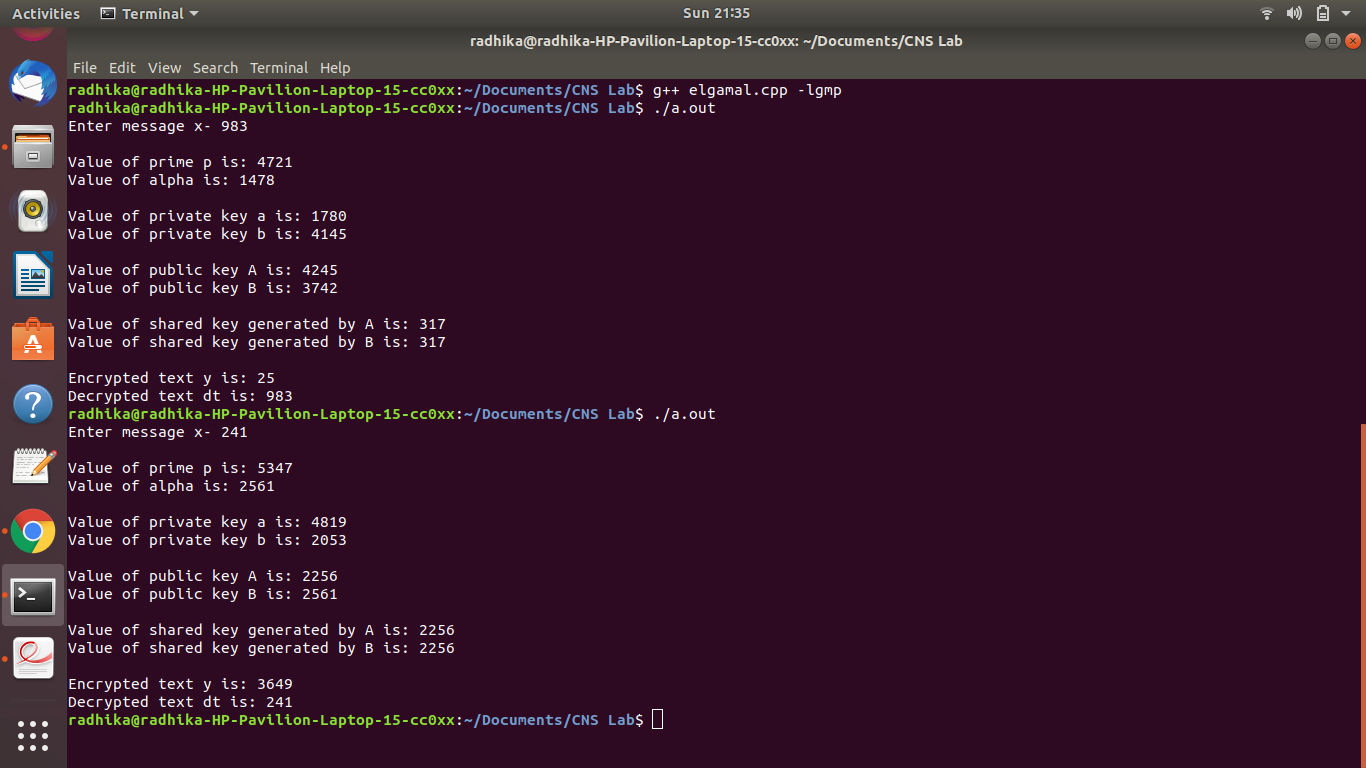 Activities Terminal Sun 21:35
radhika@radhika-HP-Pavilion-Laptop-15-cc0xx: ~/Documents/CNS Lab
File Edit View Search Terminal Help
radhika@radhika-HP-Pavilion-Laptop-15-cc0xx:~/Documents/CNS Lab$ g++ elgamal.cpp -lgmp
radhika@radhika-HP-Pavilion-Laptop-15-cc0xx:~/Documents/CNS Lab$ ./a.out
Enter message x- 983
Value of prime p is: 4721
Value of alpha is: 1478
Value of private key a is: 1780
Value of private key b is: 4145
Value of public key A is: 4245
Value of public key B is: 3742
Value of shared key generated by A is: 317
Value of shared key generated by B is: 317
Encrypted text y is: 25
Decrypted text dt is: 983
radhika@radhika-HP-Pavilion-Laptop-15-cc0xx:~/Documents/CNS Lab$ ./a.out
Enter message x- 241
Value of prime p is: 5347
Value of alpha is: 2561
Value of private key a is: 4819
Value of private key b is: 2053
Value of public key A is: 2256
Value of public key B is: 2561
Value of shared key generated by A is: 2256
Value of shared key generated by B is: 2256
Encrypted text y is: 3649
Decrypted text dt is: 241
radhika@radhika-HP-Pavilion-Laptop-15-cc0xx:~/Documents/CNS Lab$